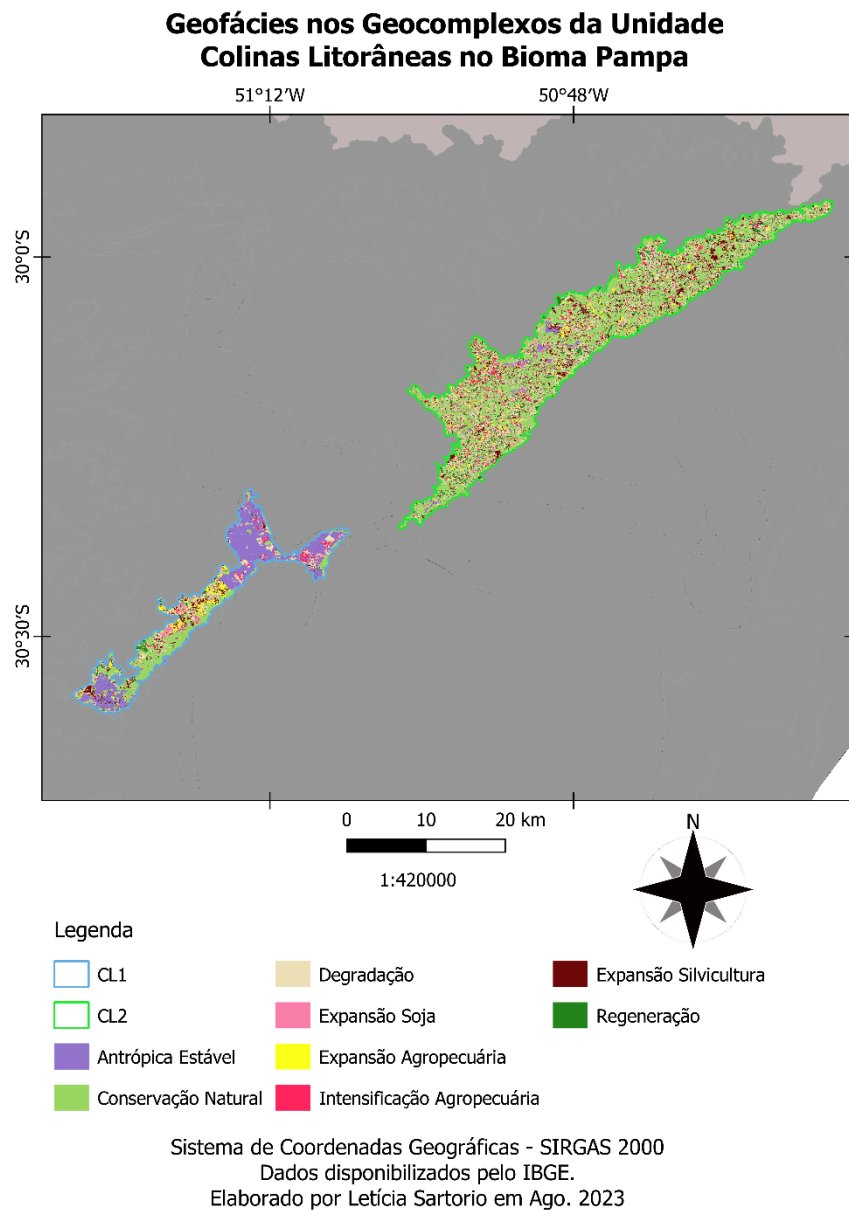 Geofácies nos Geocomplexos da Unidade
Colinas Litorâneas no Bioma Pampa
51°12'W
50°48'W
30°0'S
30°30'S
0 10 20 km
1:420000
N
Legenda
CL1
CL2
Antrópica Estável
Conservação Natural
Degradação
Expansão Soja
Expansão Agropecuária
Intensificação Agropecuária
Expansão Silvicultura
Regeneração
Sistema de Coordenadas Geográficas - SIRGAS 2000
Dados disponibilizados pelo IBGE.
Elaborado por Letícia Sartorio em Ago. 2023